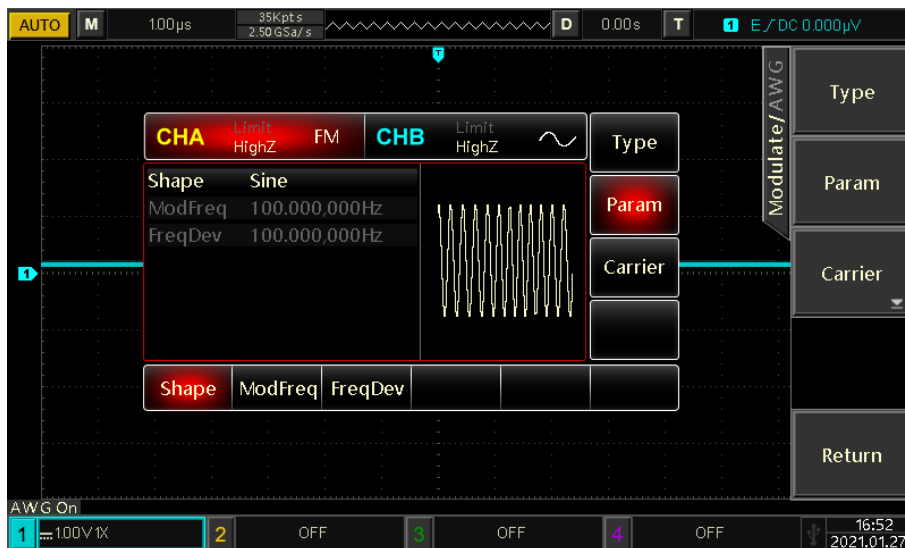 AUTO M 1.00μs 35Kpts D 0.00s T 1 E DC 0.000μV
2.50GSa/s
T
Modulate/AWG
Type
Param
Carrier
Return
CHA Limit HighZ FM CHB Limit HighZ
Type
Param
Carrier
Shape Sine
ModFreq 100.000,000Hz
FreqDev 100.000,000Hz
1
Shape ModFreq FreqDev
AWG On
1 1.00V 1X 2 OFF 3 OFF 4 OFF 16:52
2021.01.27